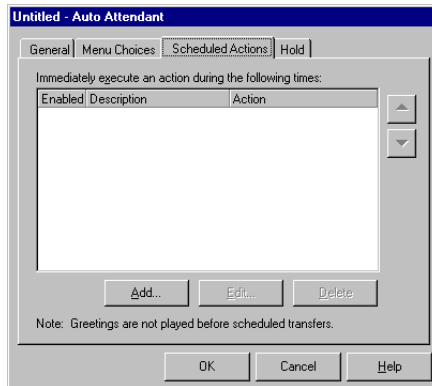 Untitled - Auto Attendant
General Menu Choices Scheduled Actions Hold
Immediately execute an action during the following times:
Enabled Description Action
Add... Edit... Delete
Note: Greetings are not played before scheduled transfers.
OK Cancel Help